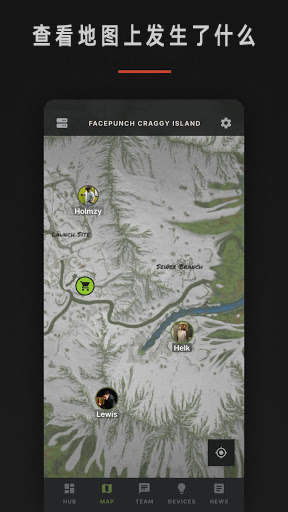 查看地图上发生了什么
FACEPUNCH CRAGGY ISLAND
Holmzy
LAUNCH SITE
SEWER BRANCH
Helk
Lewis
HUB
MAP
TEAM
DEVICES
NEWS